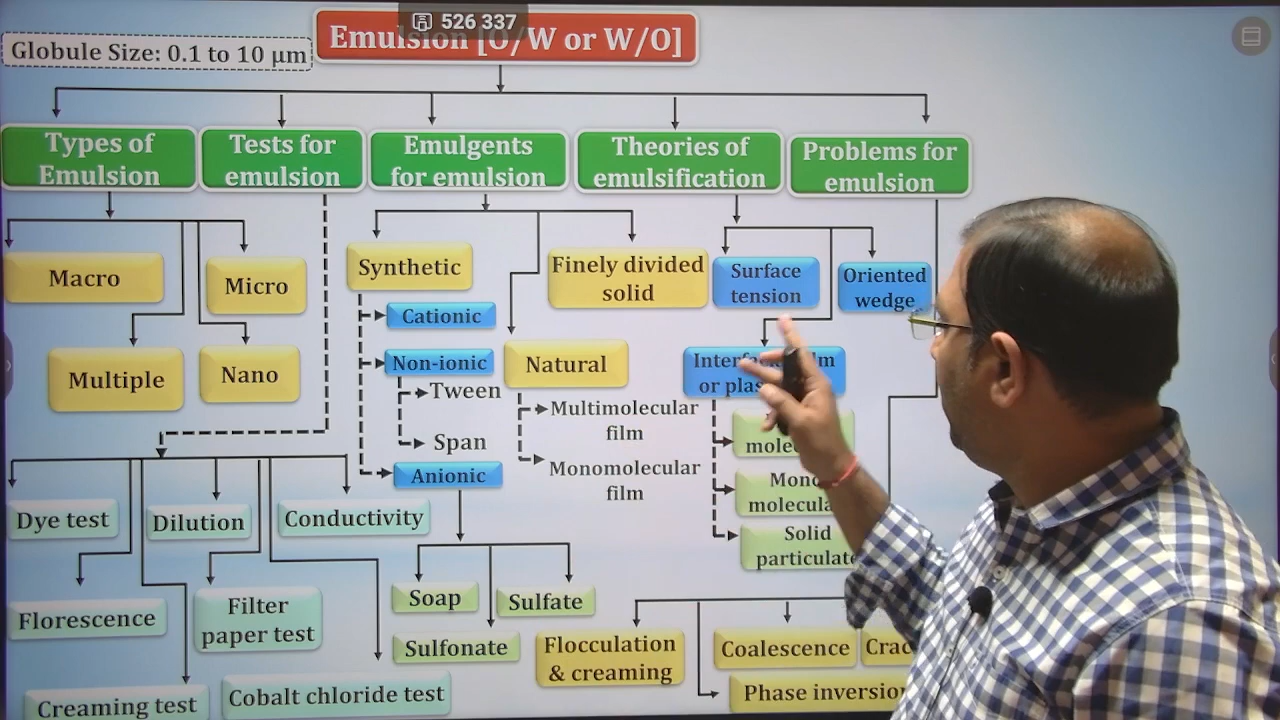 526 337
Emulsion [O/W or W/O]
Globule Size: 0.1 to 10 µm
Types of
Emulsion
Tests for
emulsion
Emulgents
for emulsion
Theories of
emulsification
Problems for
emulsion
Macro
Micro
Multiple
Nano
Synthetic
Finely divided
solid
Surface
tension
Oriented
wedge
Cationic
Non-ionic
Tween
Span
Anionic
Natural
Multimolecular
film
Monomolecular
film
or
Mono
Solid
particulate
Dye test
Dilution
Conductivity
Florescence
Filter
paper test
Creaming test
Cobalt chloride test
Soap
Sulfate
Sulfonate
Flocculation
& creaming
Coalescence
Phase